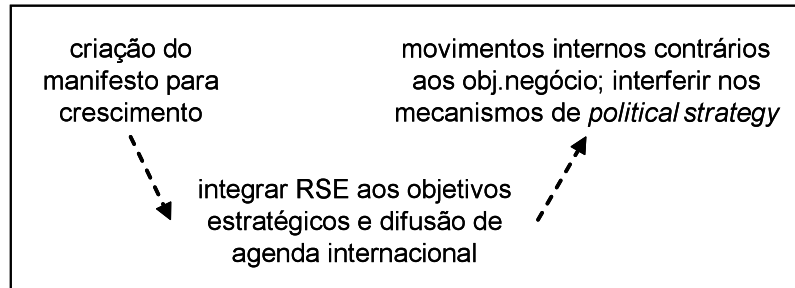 criação do
manifesto para
crescimento
movimentos internos contrários
aos obj.negócio; interferir nos
mecanismos de political strategy
integrar RSE aos objetivos
estratégicos e difusão de
agenda internacional